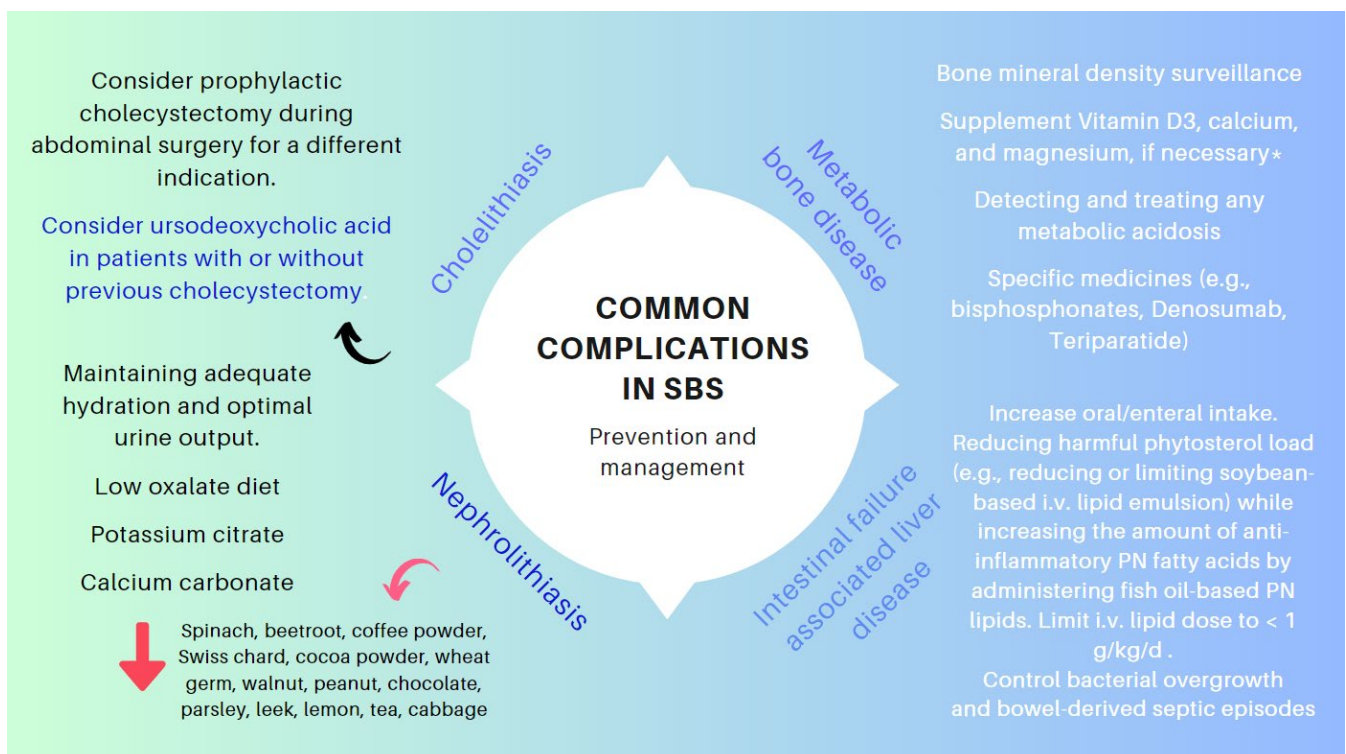 Consider prophylactic
cholecystectomy during
abdominal surgery for a different
indication.
Consider ursodeoxycholic acid
in patients with or without
previous cholecystectomy.
Cholelithiasis
Maintaining adequate
hydration and optimal
urine output.
Low oxalate diet
Potassium citrate
Calcium carbonate
Spinach, beetroot, coffee powder,
Swiss chard, cocoa powder, wheat
germ, walnut, peanut, chocolate,
parsley, leek, lemon, tea, cabbage
Nephrolithiasis
COMMON
COMPLICATIONS
IN SBS
Prevention and
management
Metabolic
bone disease
Bone mineral density surveillance
Supplement Vitamin D3, calcium,
and magnesium, if necessary*
Detecting and treating any
metabolic acidosis
Specific medicines (e.g.,
bisphosphonates, Denosumab,
Teriparatide)
Intestinal failure
associated liver
disease
Increase oral/enteral intake.
Reducing harmful phytosterol load
(e.g., reducing or limiting soybean-
based i.v. lipid emulsion) while
increasing the amount of anti-
inflammatory PN fatty acids by
administering fish oil-based PN
lipids. Limit i.v. lipid dose to < 1
g/kg/d .
Control bacterial overgrowth
and bowel-derived septic episodes